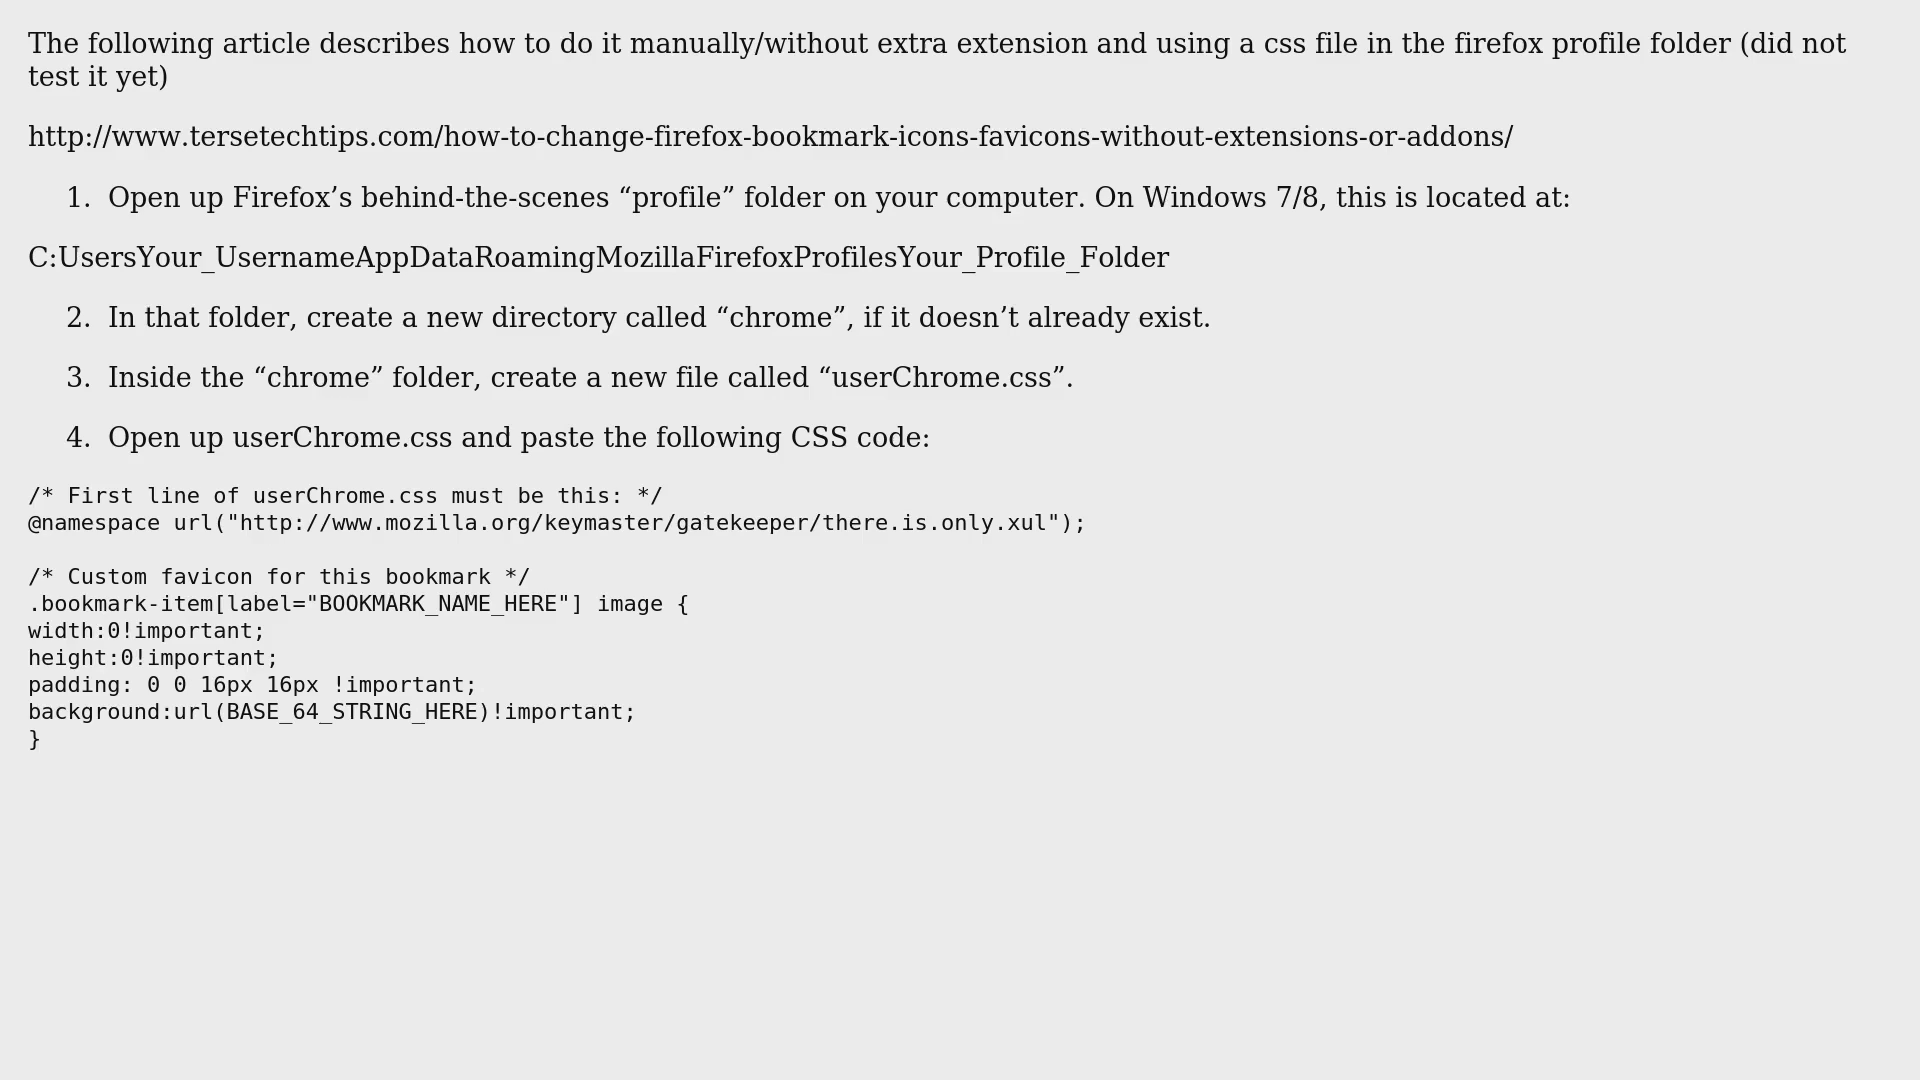 The following article describes how to do it manually/without extra extension and using a css file in the firefox profile folder (did not
test it yet)
http://www.tersetechtips.com/how-to-change-firefox-bookmark-icons-favicons-without-extensions-or-addons/
1. Open up Firefox’s behind-the-scenes “profile” folder on your computer. On Windows 7/8, this is located at:
C:UsersYour_UsernameAppDataRoamingMozillaFirefoxProfilesYour_Profile_Folder
2. In that folder, create a new directory called “chrome”, if it doesn’t already exist.
3. Inside the “chrome” folder, create a new file called “userChrome.css”.
4. Open up userChrome.css and paste the following CSS code:
/* First line of userChrome.css must be this: */
@namespace url("http://www.mozilla.org/keymaster/gatekeeper/there.is.only.xul");
/* Custom favicon for this bookmark */
.bookmark-item[label="BOOKMARK_NAME_HERE"] image {
width:0!important;
height:0!important;
padding: 0 0 16px 16px !important;
background:url(BASE_64_STRING_HERE)!important;
}